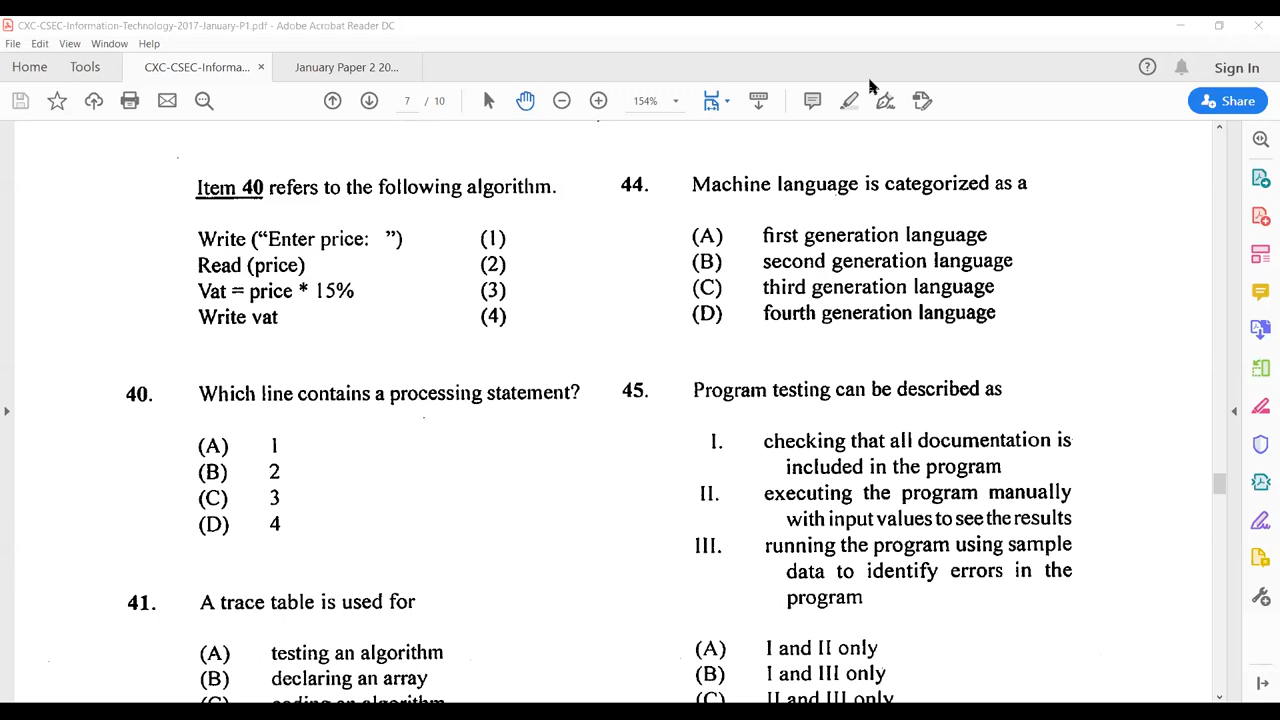 CXC-CSEC-Information-Technology-2017-January-P1.pdf - Adobe Acrobat Reader DC
File Edit View Window Help
Home Tools CXC-CSEC-Informa... × January Paper 2 20... Sign In
7 / 10 154% Share
Item 40 refers to the following algorithm.
Write (“Enter price: ”) (1)
Read (price) (2)
Vat = price * 15% (3)
Write vat (4)
40. Which line contains a processing statement?
(A) 1
(B) 2
(C) 3
(D) 4
41. A trace table is used for
(A) testing an algorithm
(B) declaring an array
(C) coding an algorithm
44. Machine language is categorized as a
(A) first generation language
(B) second generation language
(C) third generation language
(D) fourth generation language
45. Program testing can be described as
I. checking that all documentation is
included in the program
II. executing the program manually
with input values to see the results
III. running the program using sample
data to identify errors in the
program
(A) I and II only
(B) I and III only
(C) II and III only